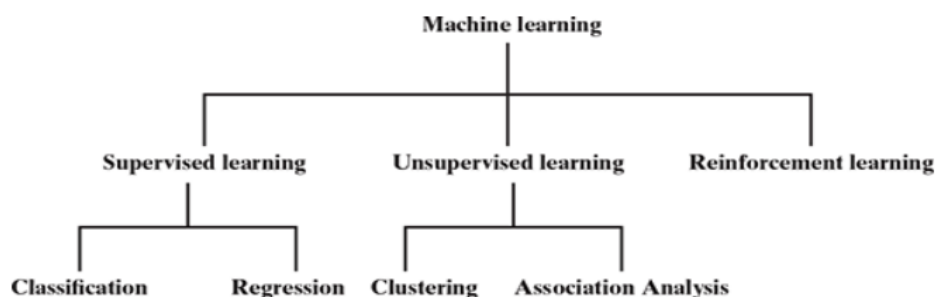 Machine learning
Supervised learning Unsupervised learning Reinforcement learning
Classification Regression Clustering Association Analysis